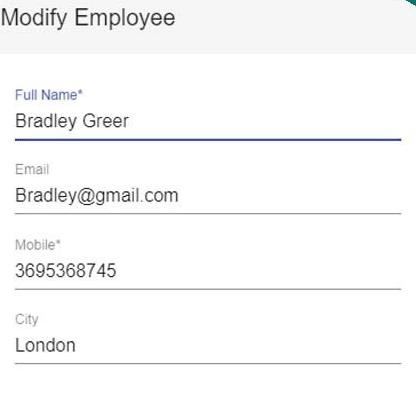 Modify Employee
Full Name*
Bradley Greer
Email
Bradley@gmail.com
Mobile*
3695368745
City
London